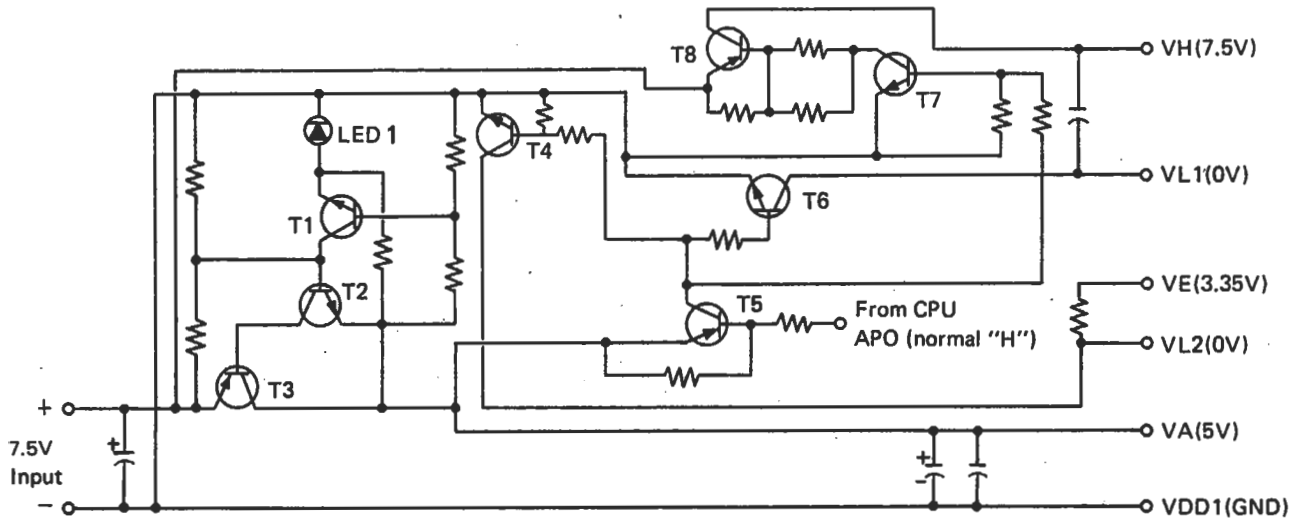 VH(7.5V)
T8
T7
LED 1
T4
VL1(0V)
T6
T1
T2
T5
From CPU
APO (normal "H")
VE(3.35V)
VL2(0V)
T3
+
+
7.5V
Input
−
VA(5V)
+
−
VDD1(GND)